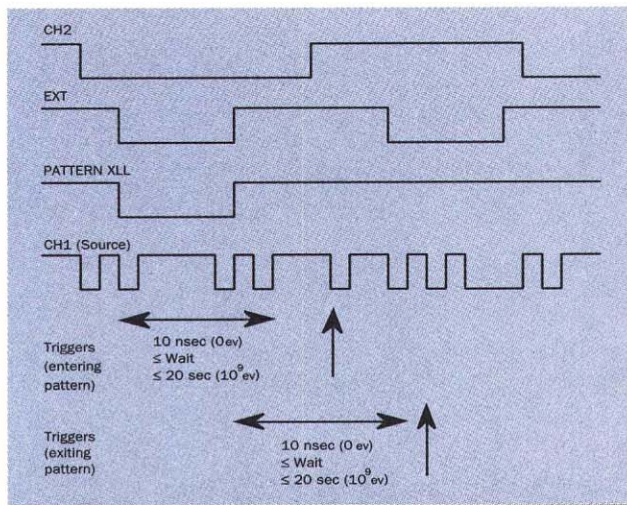 CH2
EXT
PATTERN XLL
CH1 (Source)
Triggers
(entering
pattern)
10 nsec (0ev)
≤ Wait
≤ 20 sec (10⁹ev)
Triggers
(exiting
pattern)
10 nsec (0 ev)
≤ Wait
≤ 20 sec (10⁹ev)